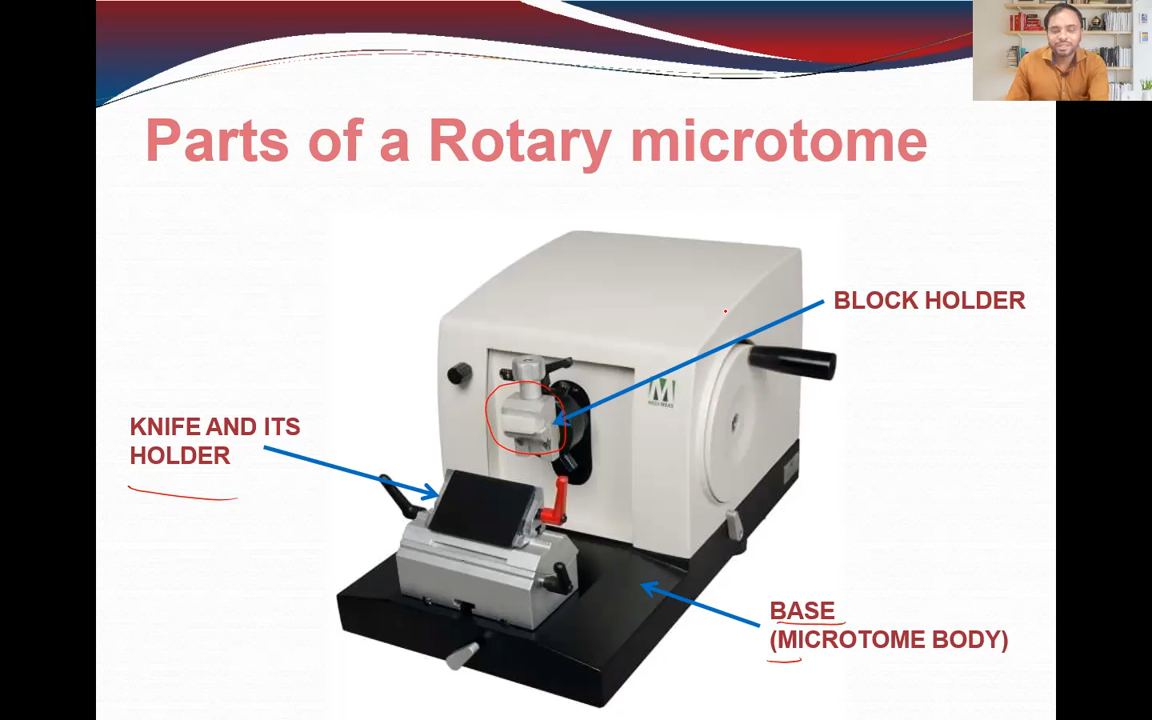 Parts of a Rotary microtome
BLOCK HOLDER
KNIFE AND ITS
HOLDER
BASE
(MICROTOME BODY)
M